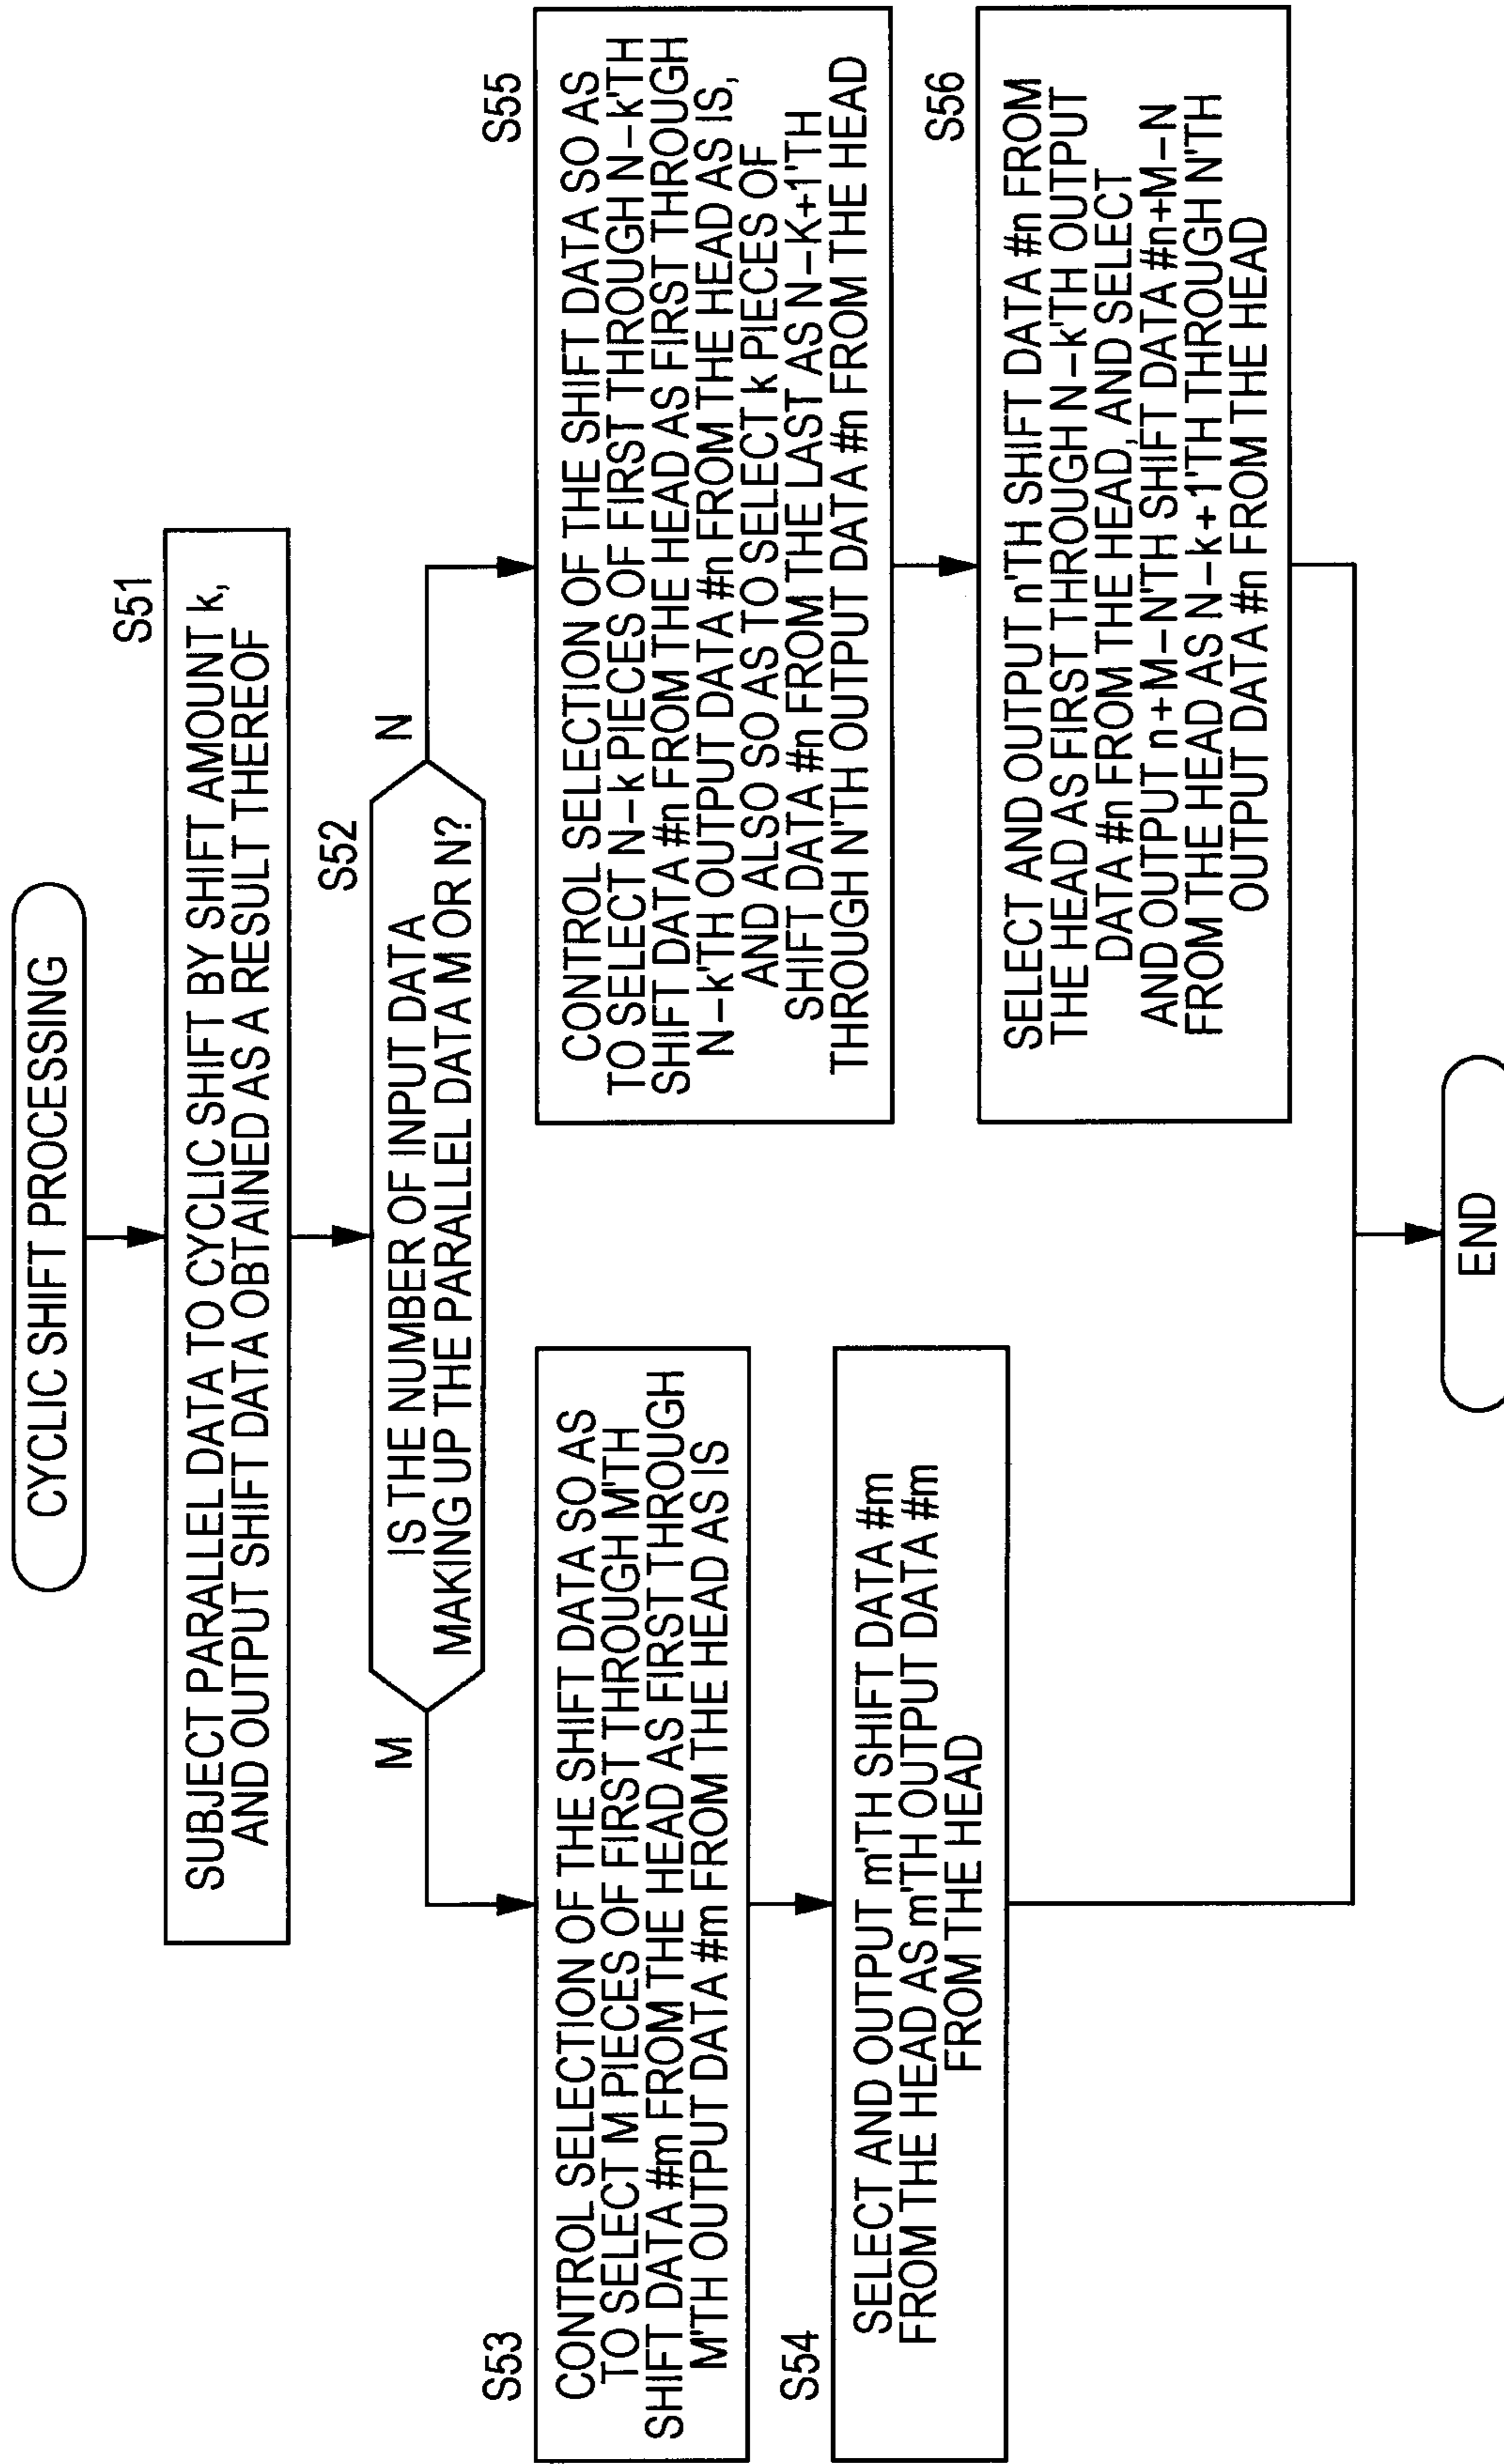 CYCLIC SHIFT PROCESSING
S51
SUBJECT PARALLEL DATA TO CYCLIC SHIFT BY SHIFT AMOUNT k,
AND OUTPUT SHIFT DATA OBTAINED AS A RESULT THEREOF
S52
IS THE NUMBER OF INPUT DATA
MAKING UP THE PARALLEL DATA M OR N?
M
N
S53
CONTROL SELECTION OF THE SHIFT DATA SO AS
TO SELECT M PIECES OF FIRST THROUGH M'TH
SHIFT DATA #m FROM THE HEAD AS FIRST THROUGH
M'TH OUTPUT DATA #m FROM THE HEAD AS IS
S54
SELECT AND OUTPUT m'TH SHIFT DATA #m
FROM THE HEAD AS m'TH OUTPUT DATA #m
FROM THE HEAD
S55
CONTROL SELECTION OF THE SHIFT DATA SO AS
TO SELECT N−k PIECES OF FIRST THROUGH N−k'TH
SHIFT DATA #n FROM THE HEAD AS FIRST THROUGH
N−k'TH OUTPUT DATA #n FROM THE HEAD AS IS,
AND ALSO SO AS TO SELECT k PIECES OF
SHIFT DATA #n FROM THE LAST AS N−K+1'TH
THROUGH N'TH OUTPUT DATA #n FROM THE HEAD
S56
SELECT AND OUTPUT n'TH SHIFT DATA #n FROM
THE HEAD AS FIRST THROUGH N−k'TH OUTPUT
DATA #n FROM THE HEAD, AND SELECT
AND OUTPUT n+M−N'TH SHIFT DATA #n+M−N
FROM THE HEAD AS N−k+1'TH THROUGH N'TH
OUTPUT DATA #n FROM THE HEAD
END